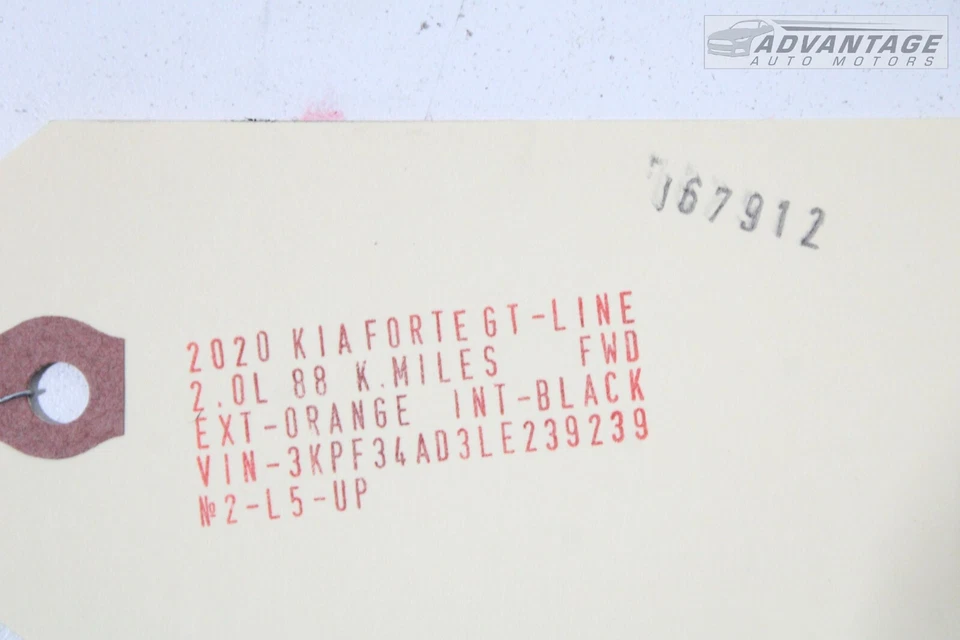 ADVANTAGE
AUTO MOTORS
67912
2020 KIA FORTE GT-LINE
2.0L 88 K.MILES FWD
EXT-ORANGE INT-BLACK
VIN-3KPF34AD3LE239239
№2-L5-UP